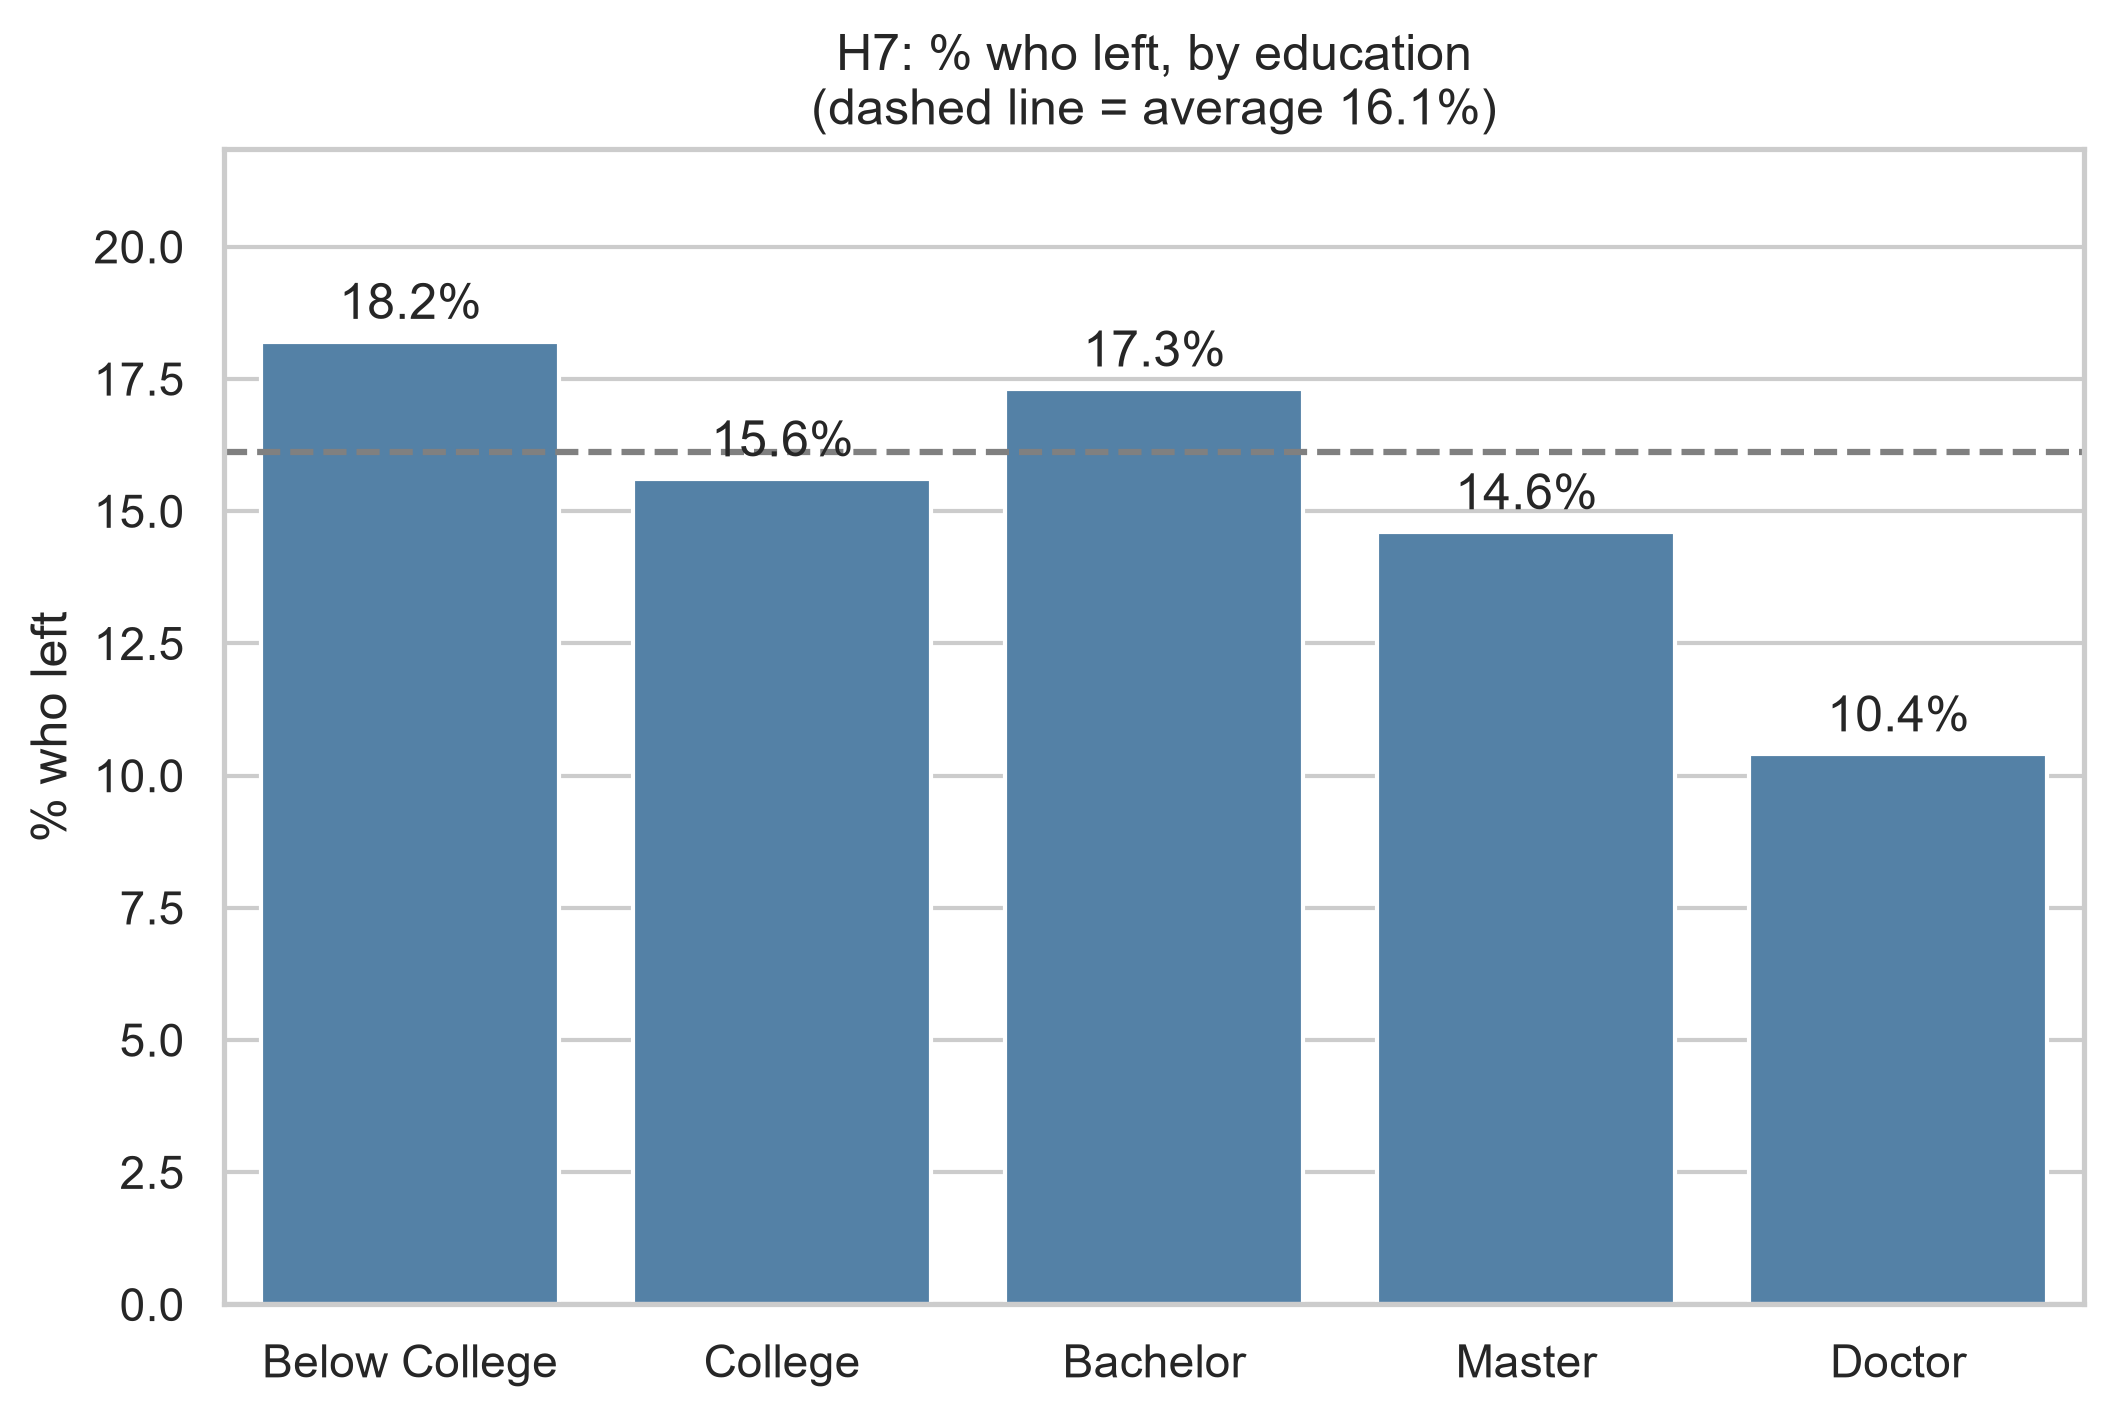 H7: % who left, by education
(dashed line = average 16.1%)
% who left
20.0
17.5
15.0
12.5
10.0
7.5
5.0
2.5
0.0
18.2%
15.6%
17.3%
14.6%
10.4%
Below College
College
Bachelor
Master
Doctor